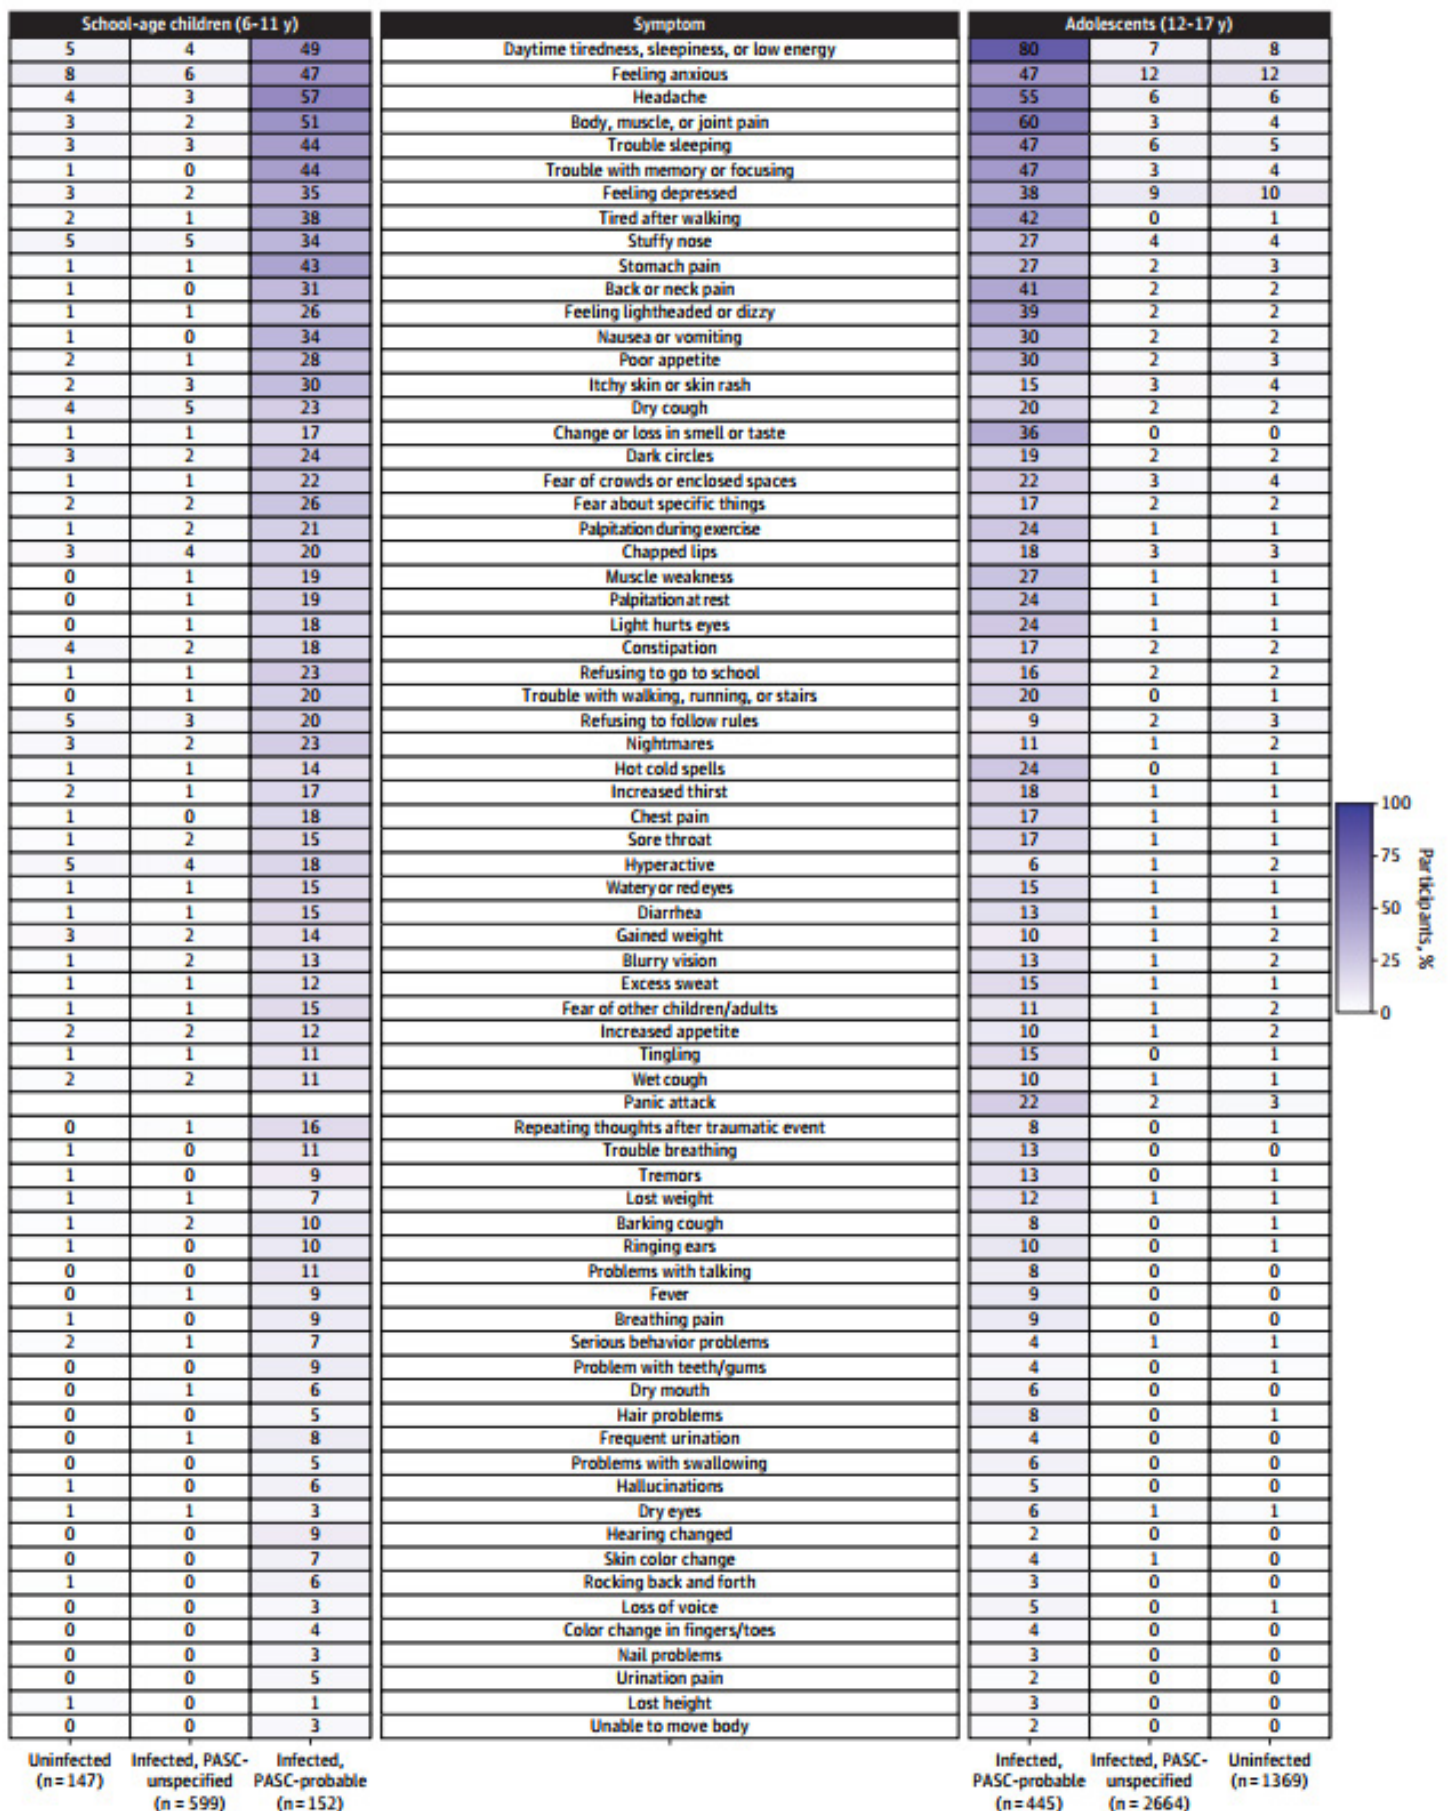 School-age children (6-11 y) Symptom Adolescents (12-17 y)
5 4 49 Daytime tiredness, sleepiness, or low energy 80 7 8
8 6 47 Feeling anxious 47 12 12
4 3 57 Headache 55 6 6
3 2 51 Body, muscle, or joint pain 60 3 4
3 3 44 Trouble sleeping 47 6 5
1 0 44 Trouble with memory or focusing 47 3 4
3 2 35 Feeling depressed 38 9 10
2 1 38 Tired after walking 42 0 1
5 5 34 Stuffy nose 27 4 4
1 1 43 Stomach pain 27 2 3
1 0 31 Back or neck pain 41 2 2
1 1 26 Feeling lightheaded or dizzy 39 2 2
1 0 34 Nausea or vomiting 30 2 2
2 1 28 Poor appetite 30 2 3
2 3 30 Itchy skin or skin rash 15 3 4
4 5 23 Dry cough 20 2 2
1 1 17 Change or loss in smell or taste 36 0 0
3 2 24 Dark circles 19 2 2
1 1 22 Fear of crowds or enclosed spaces 22 3 4
2 2 26 Fear about specific things 17 2 2
1 2 21 Palpitation during exercise 24 1 1
3 4 20 Chapped lips 18 3 3
0 1 19 Muscle weakness 27 1 1
0 1 19 Palpitation at rest 24 1 1
0 1 18 Light hurts eyes 24 1 1
4 2 18 Constipation 17 2 2
1 1 23 Refusing to go to school 16 2 2
0 1 20 Trouble with walking, running, or stairs 20 0 1
5 3 20 Refusing to follow rules 9 2 3
3 2 23 Nightmares 11 1 2
1 1 14 Hot cold spells 24 0 1
2 1 17 Increased thirst 18 1 1
1 0 18 Chest pain 17 1 1
1 2 15 Sore throat 17 1 1
5 4 18 Hyperactive 6 1 2
1 1 15 Watery or red eyes 15 1 1
1 1 15 Diarrhea 13 1 1
3 2 14 Gained weight 10 1 2
1 2 13 Blurry vision 13 1 2
1 1 12 Excess sweat 15 1 1
1 1 15 Fear of other children/adults 11 1 2
2 2 12 Increased appetite 10 1 2
1 1 11 Tingling 15 0 1
2 2 11 Wet cough 10 1 1
Panic attack 22 2 3
0 1 16 Repeating thoughts after traumatic event 8 0 1
1 0 11 Trouble breathing 13 0 0
1 0 9 Tremors 13 0 1
1 1 7 Lost weight 12 1 1
1 2 10 Barking cough 8 0 1
1 0 10 Ringing ears 10 0 1
0 0 11 Problems with talking 8 0 0
0 1 9 Fever 9 0 0
1 0 9 Breathing pain 9 0 0
2 1 7 Serious behavior problems 4 1 1
0 0 9 Problem with teeth/gums 4 0 1
0 1 6 Dry mouth 6 0 0
0 0 5 Hair problems 8 0 1
0 1 8 Frequent urination 4 0 0
0 0 5 Problems with swallowing 6 0 0
1 0 6 Hallucinations 5 0 0
1 1 3 Dry eyes 6 1 1
0 0 9 Hearing changed 2 0 0
0 0 7 Skin color change 4 1 0
1 0 6 Rocking back and forth 3 0 0
0 0 3 Loss of voice 5 0 1
0 0 4 Color change in fingers/toes 4 0 0
0 0 3 Nail problems 3 0 0
0 0 5 Urination pain 2 0 0
1 0 1 Lost height 3 0 0
0 0 3 Unable to move body 2 0 0
Uninfected Infected, PASC- Infected, Infected, Infected, PASC- Uninfected
(n=147) unspecified PASC-probable PASC-probable unspecified (n=1369)
(n = 599) (n=152) (n=445) (n = 2664)
100
75
50
25
0
Participants, %